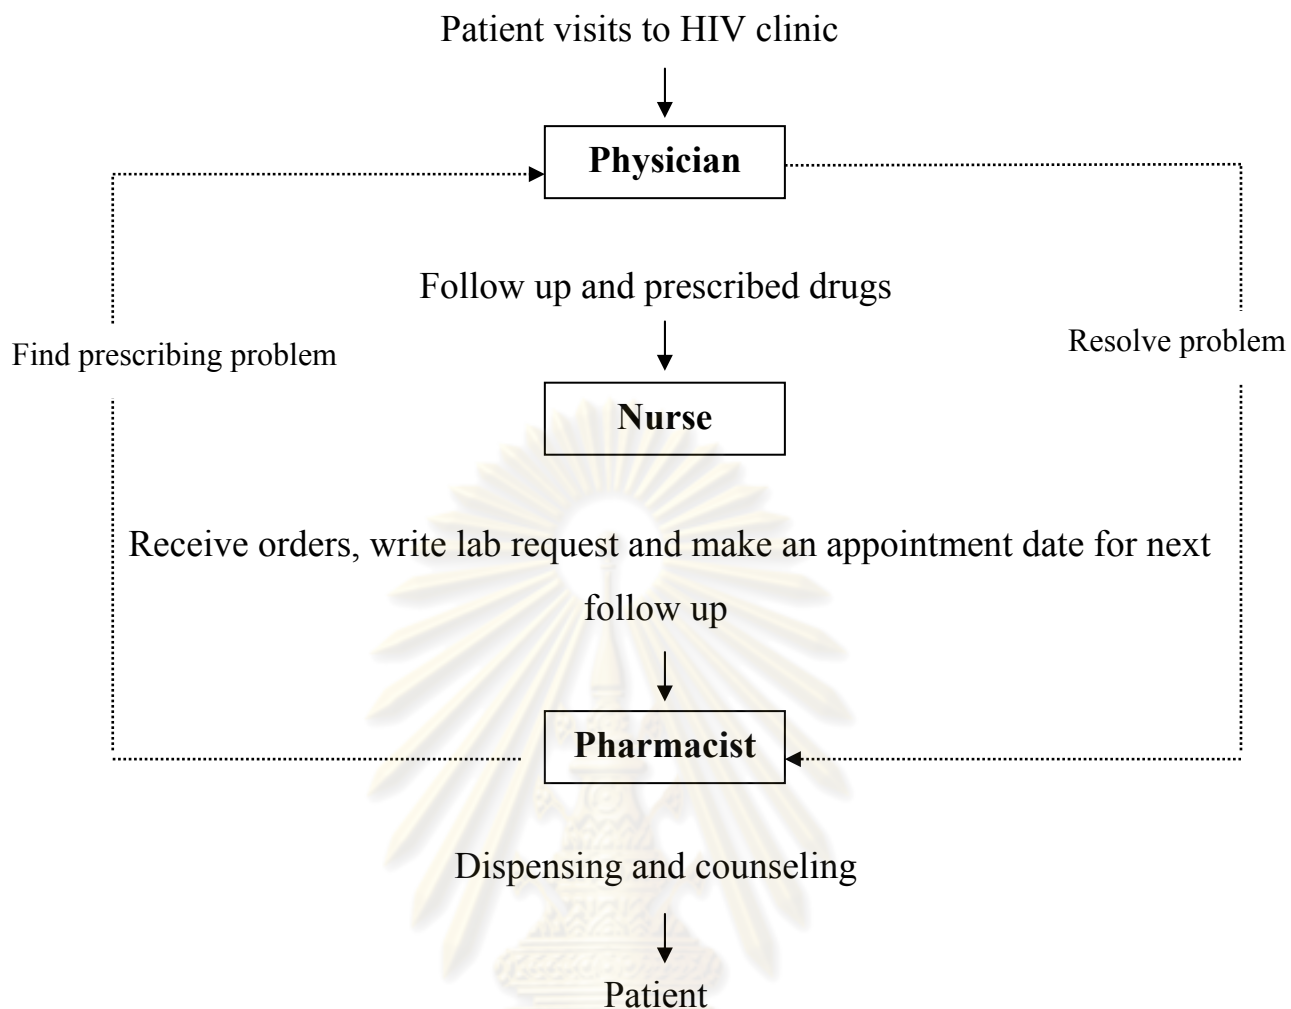 Patient visits to HIV clinic
Physician
Follow up and prescribed drugs
Find prescribing problem
Resolve problem
Nurse
Receive orders, write lab request and make an appointment date for next
follow up
Pharmacist
Dispensing and counseling
Patient